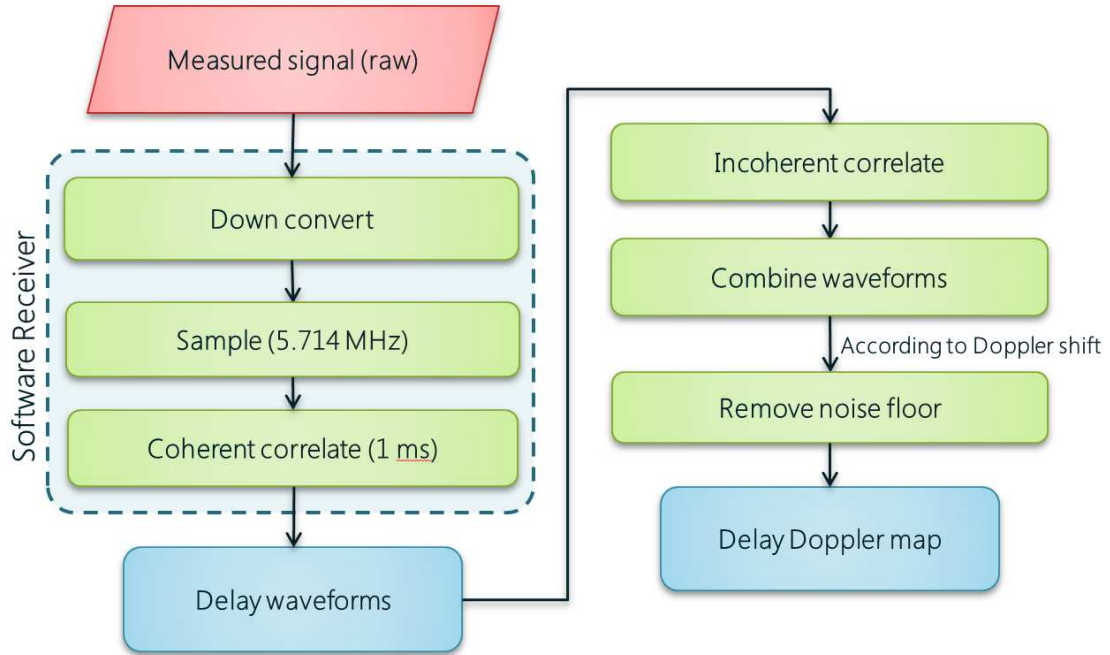 Measured signal (raw)
Software Receiver
Down convert
Sample (5.714 MHz)
Coherent correlate (1 ms)
Delay waveforms
Incoherent correlate
Combine waveforms
According to Doppler shift
Remove noise floor
Delay Doppler map